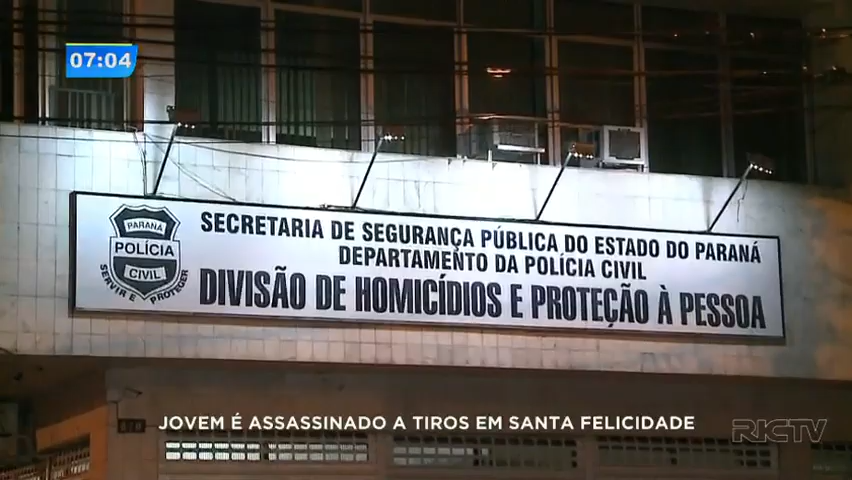 07:04
SECRETARIA DE SEGURANÇA PÚBLICA DO ESTADO DO PARANÁ
DEPARTAMENTO DA POLÍCIA CIVIL
DIVISÃO DE HOMICÍDIOS E PROTEÇÃO À PESSOA
PARANÁ
POLÍCIA
CIVIL
SERVIR E PROTEGER
JOVEM É ASSASSINADO A TIROS EM SANTA FELICIDADE
RICTV